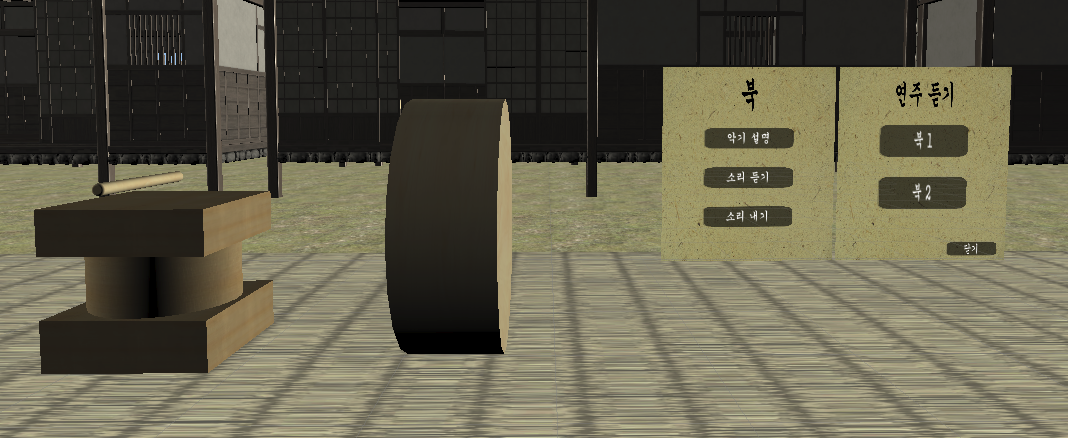 북
악기 설명
소리 듣기
소리 내기
연주 듣기
북 1
북 2
닫기